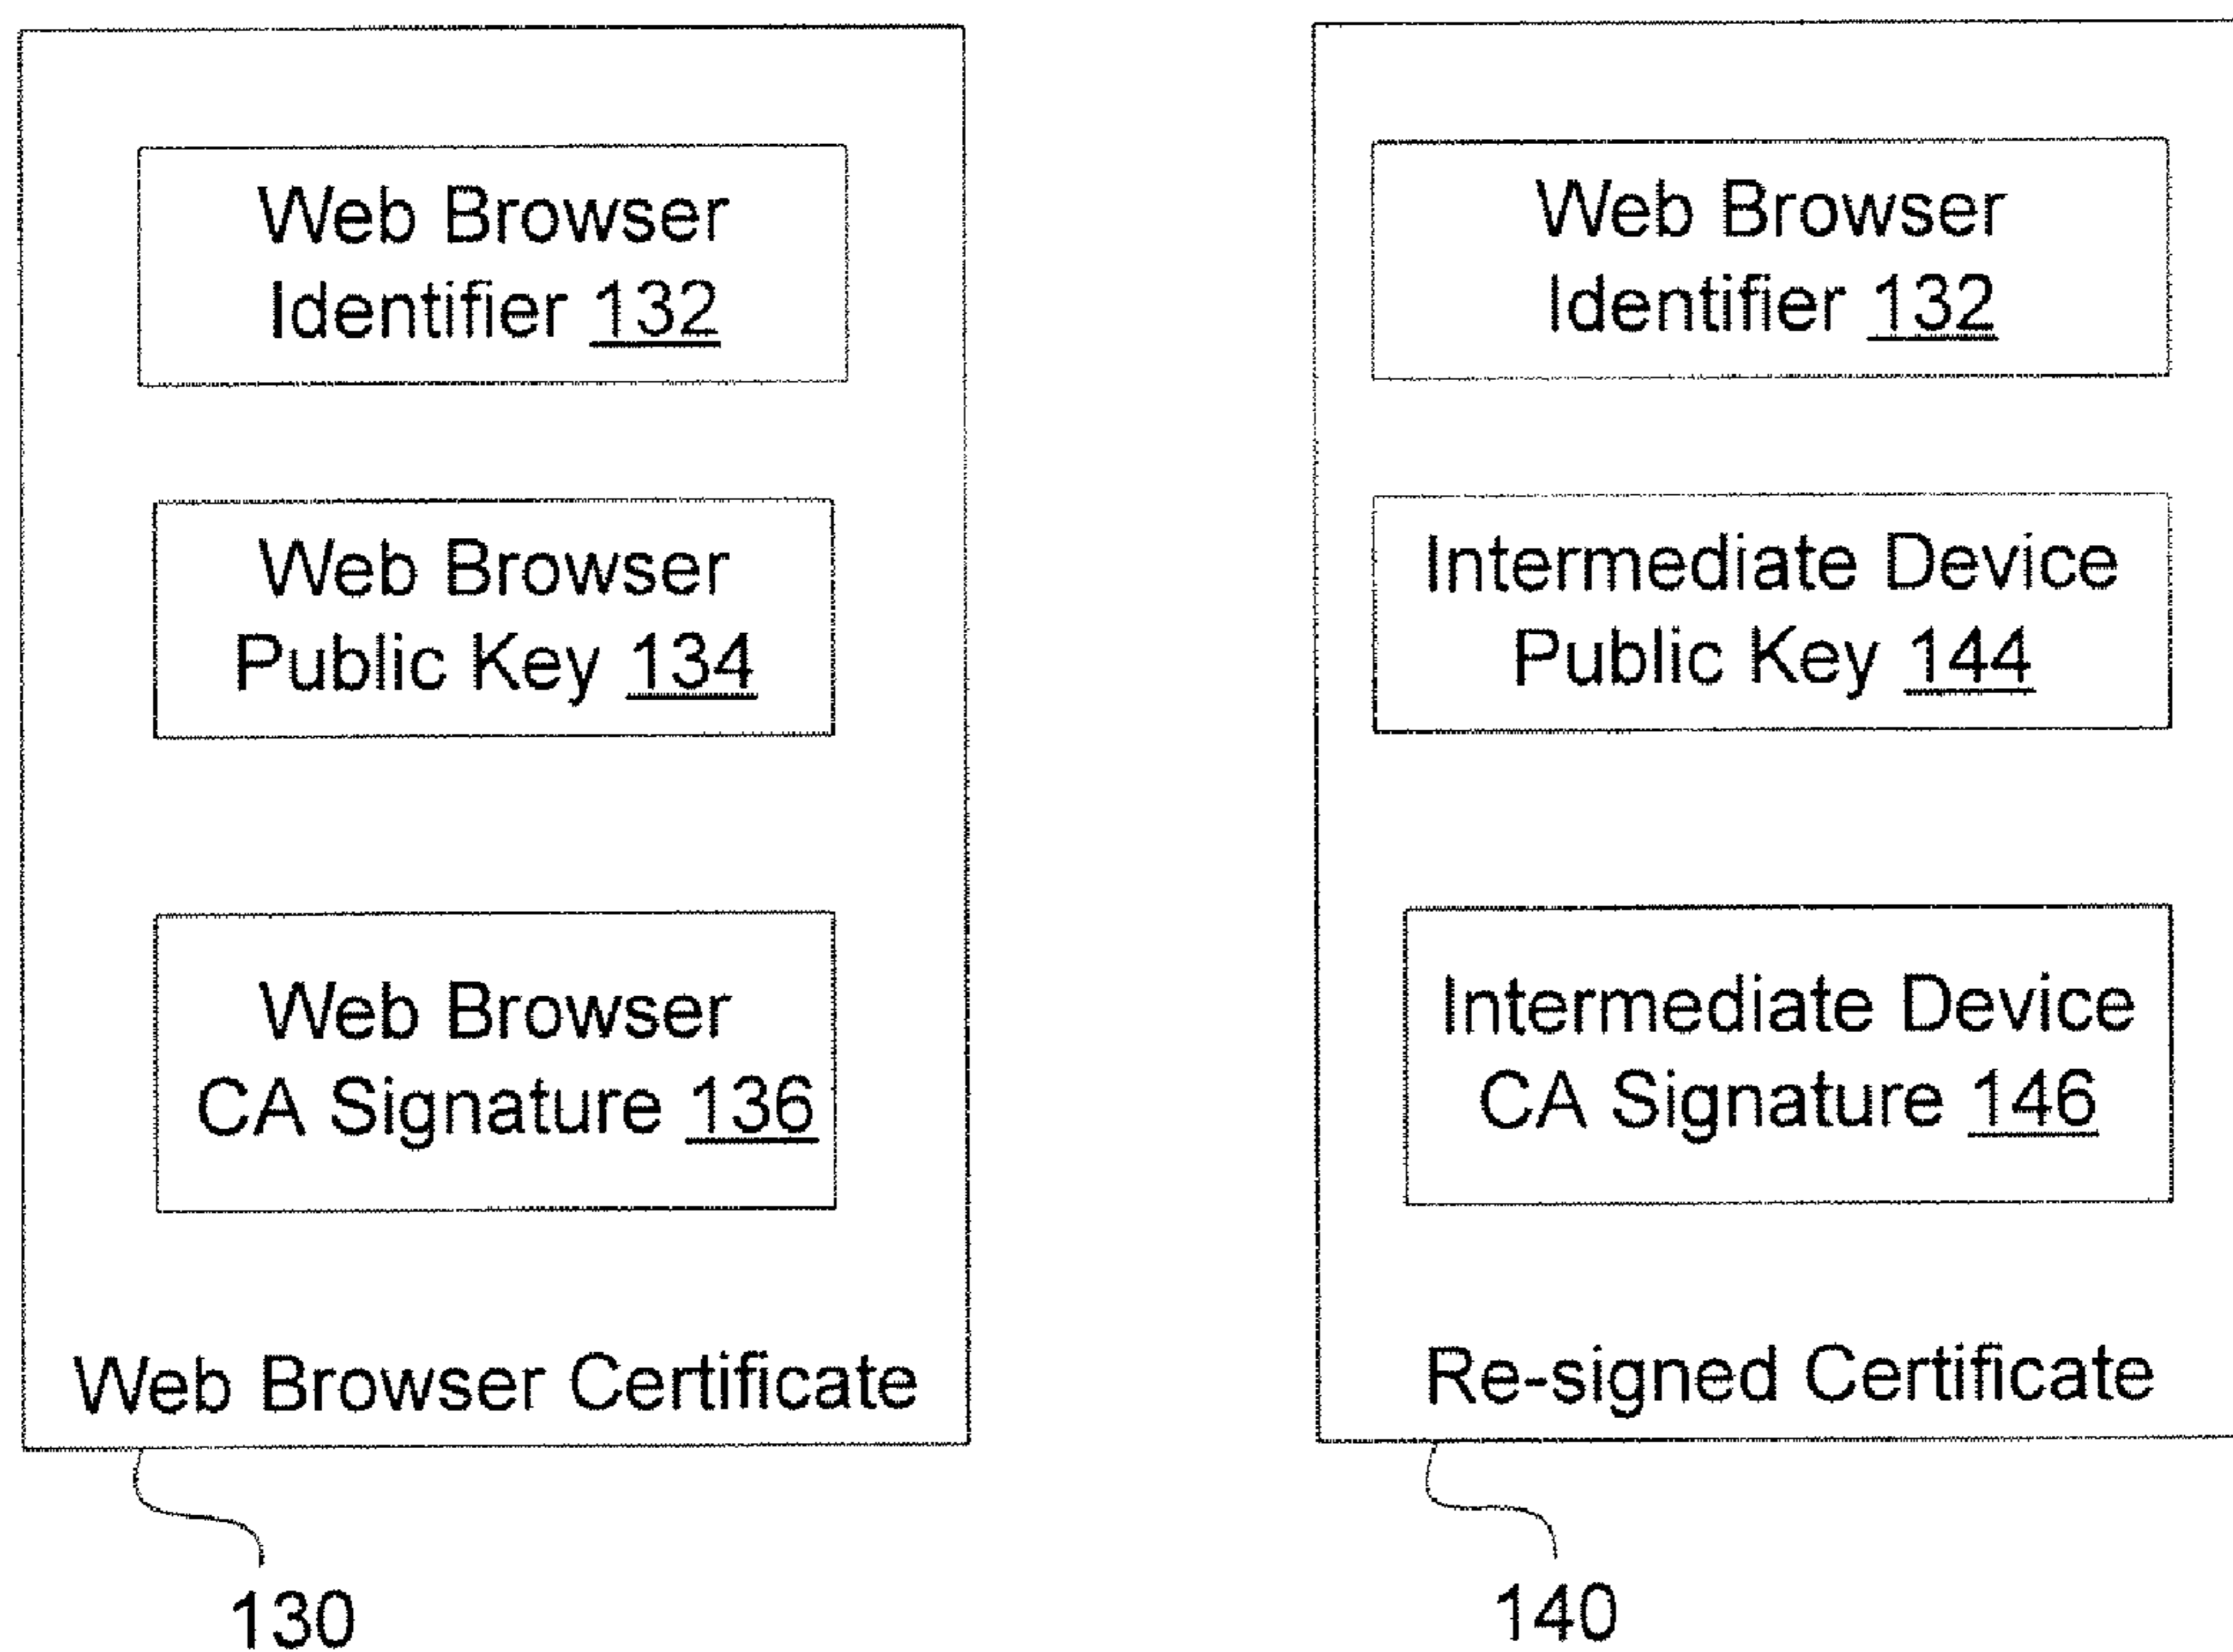 Web Browser
Identifier 132
Web Browser
Public Key 134
Web Browser
CA Signature 136
Web Browser Certificate
130
Web Browser
Identifier 132
Intermediate Device
Public Key 144
Intermediate Device
CA Signature 146
Re-signed Certificate
140